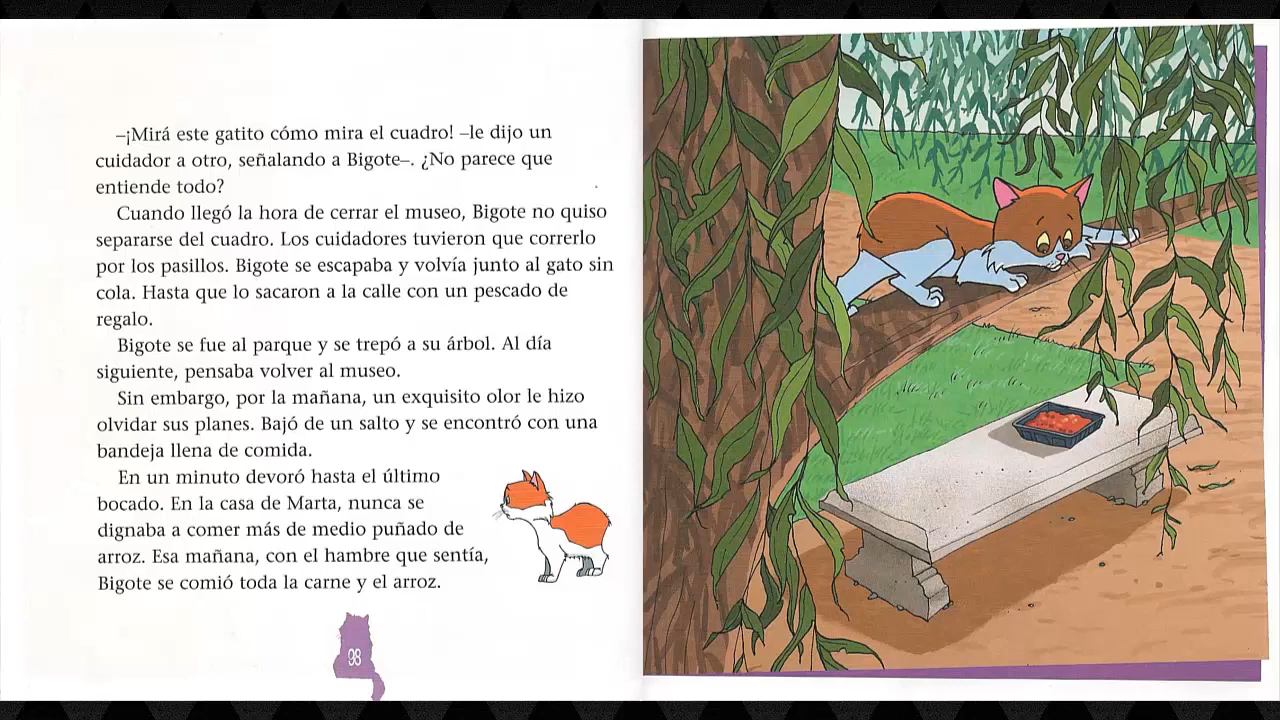 –¡Mirá este gatito cómo mira el cuadro! –le dijo un
cuidador a otro, señalando a Bigote–. ¿No parece que
entiende todo?
Cuando llegó la hora de cerrar el museo, Bigote no quiso
separarse del cuadro. Los cuidadores tuvieron que correrlo
por los pasillos. Bigote se escapaba y volvía junto al gato sin
cola. Hasta que lo sacaron a la calle con un pescado de
regalo.
Bigote se fue al parque y se trepó a su árbol. Al día
siguiente, pensaba volver al museo.
Sin embargo, por la mañana, un exquisito olor le hizo
olvidar sus planes. Bajó de un salto y se encontró con una
bandeja llena de comida.
En un minuto devoró hasta el último
bocado. En la casa de Marta, nunca se
dignaba a comer más de medio puñado de
arroz. Esa mañana, con el hambre que sentía,
Bigote se comió toda la carne y el arroz.
98